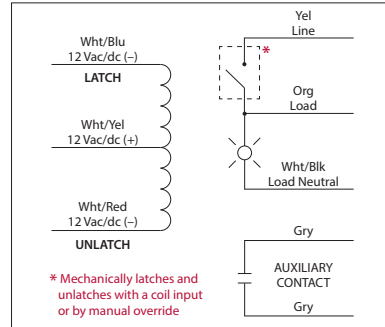 Wht/Blu
12 Vac/dc (–)
LATCH
Wht/Yel
12 Vac/dc (+)
Wht/Red
12 Vac/dc (–)
UNLATCH
* Mechanically latches and
unlatches with a coil input
or by manual override
Yel
Line
*
Org
Load
Wht/Blk
Load Neutral
Gry
AUXILIARY
CONTACT
Gry